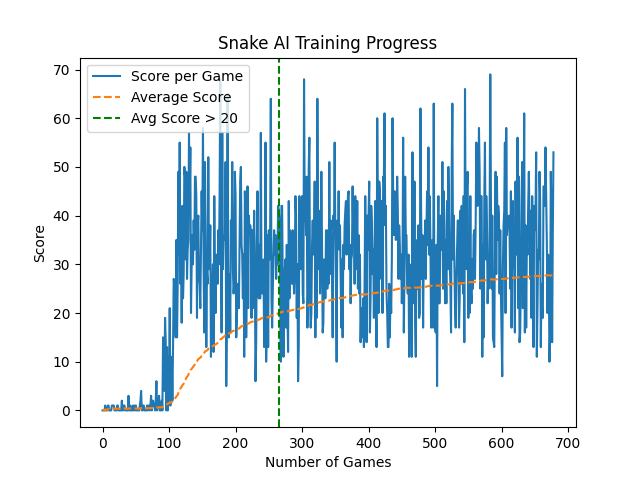 Snake AI Training Progress
Score per Game
Average Score
Avg Score > 20
Score
70
60
50
40
30
20
10
0
0 100 200 300 400 500 600 700
Number of Games